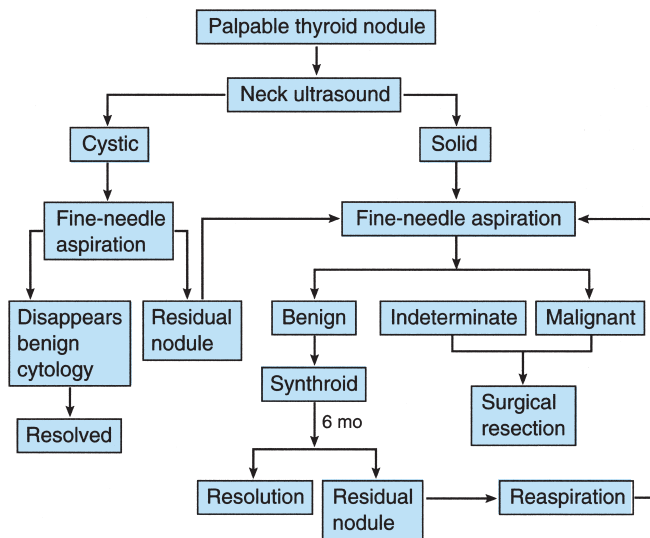 Palpable thyroid nodule
Neck ultrasound
Cystic
Solid
Fine-needle
aspiration
Fine-needle aspiration
Disappears
benign
cytology
Residual
nodule
Benign
Indeterminate
Malignant
Synthroid
Surgical
resection
Resolved
6 mo
Resolution
Residual
nodule
Reaspiration